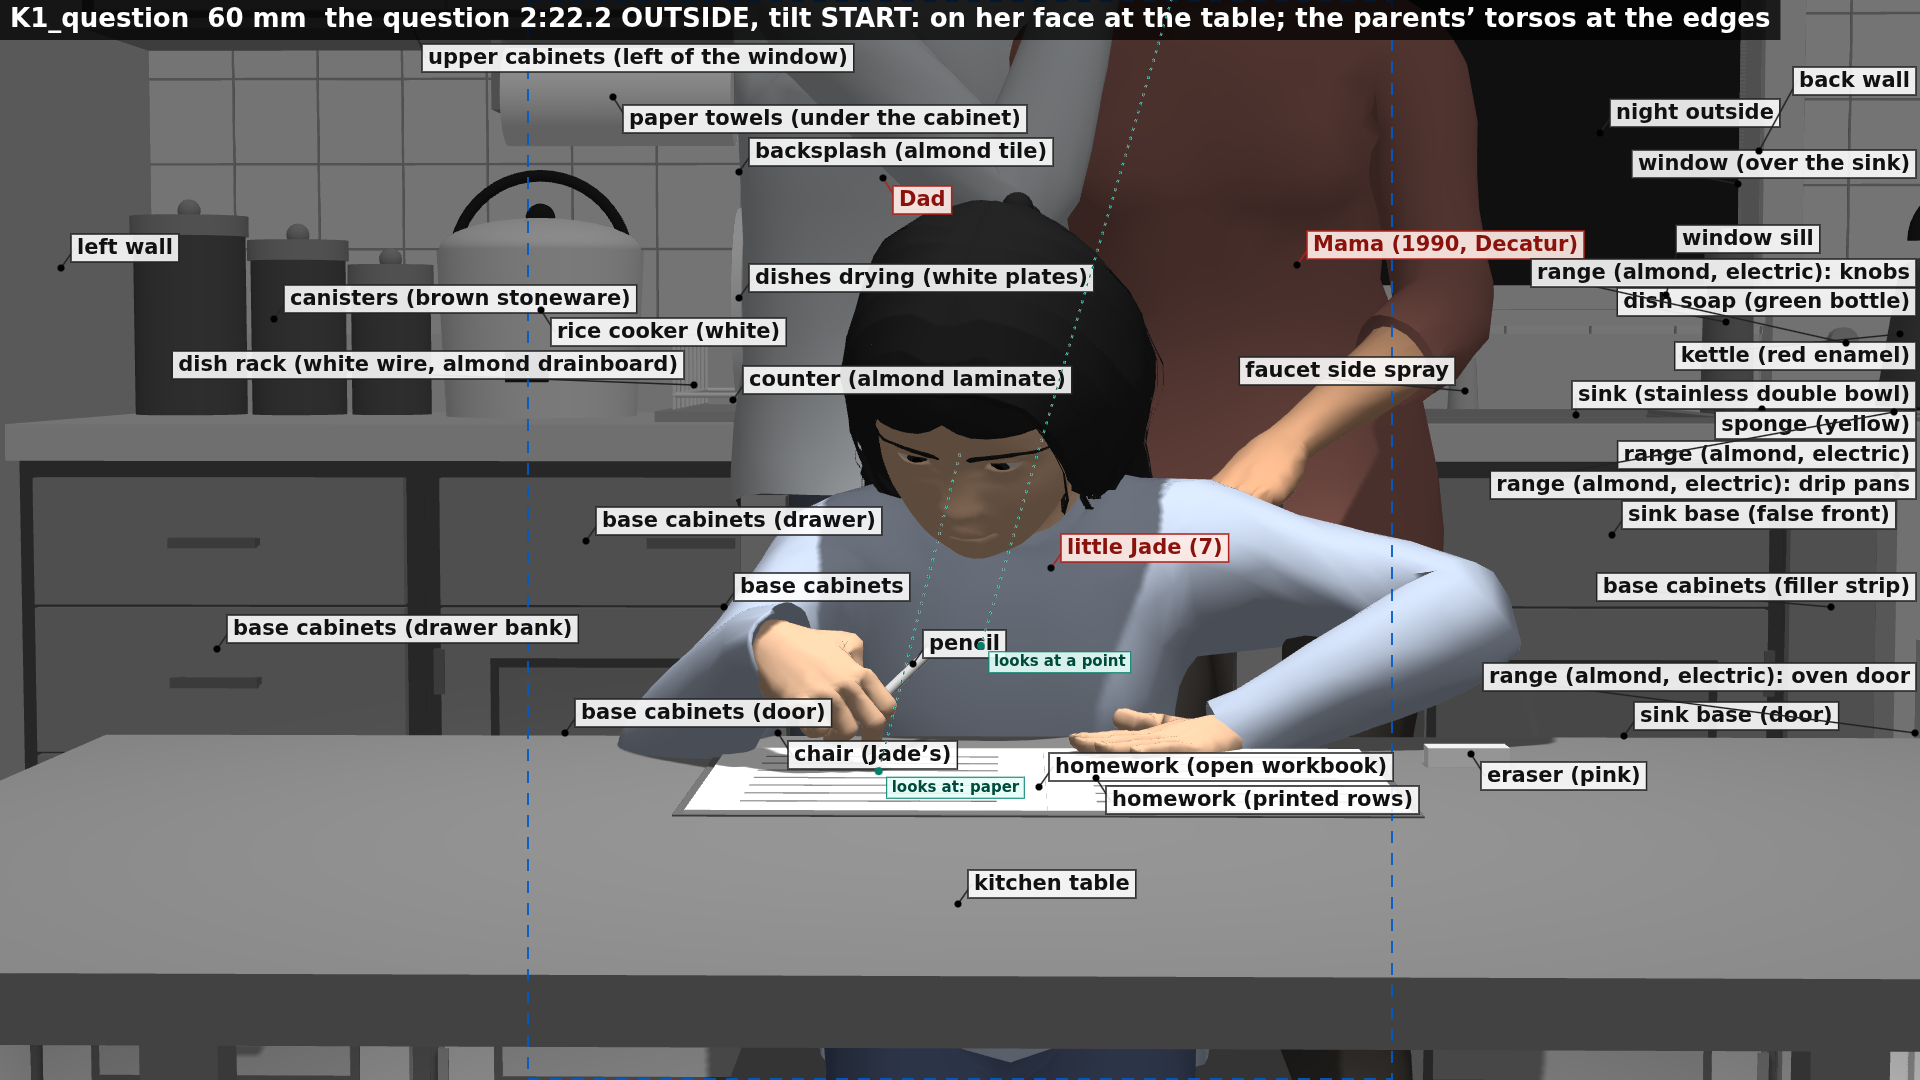 K1_question  60 mm  the question 2:22.2 OUTSIDE, tilt START: on her face at the table; the parents’ torsos at the edges
upper cabinets (left of the window)
back wall
night outside
paper towels (under the cabinet)
backsplash (almond tile)
window (over the sink)
Dad
left wall
window sill
Mama (1990, Decatur)
range (almond, electric): knobs
dishes drying (white plates)
canisters (brown stoneware)
dish soap (green bottle)
rice cooker (white)
kettle (red enamel)
dish rack (white wire, almond drainboard)
faucet side spray
counter (almond laminate)
sink (stainless double bowl)
sponge (yellow)
range (almond, electric)
range (almond, electric): drip pans
sink base (false front)
base cabinets (drawer)
little Jade (7)
base cabinets
base cabinets (filler strip)
base cabinets (drawer bank)
pencil
looks at a point
range (almond, electric): oven door
base cabinets (door)
sink base (door)
chair (Jade’s)
homework (open workbook)
eraser (pink)
looks at: paper
homework (printed rows)
kitchen table